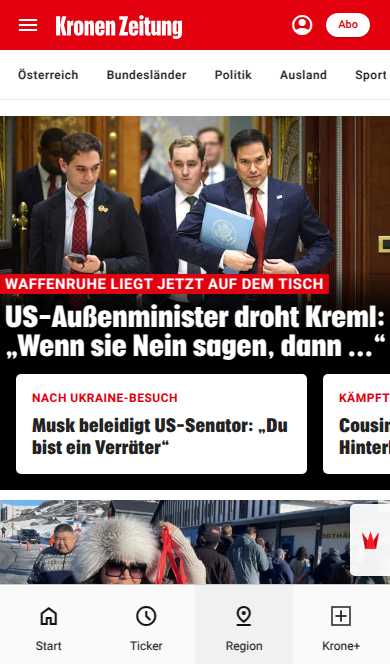 Kronen Zeitung
Abo
Österreich Bundesländer Politik Ausland Sport
WAFFENRUHE LIEGT JETZT AUF DEM TISCH
US-Außenminister droht Kreml:
„Wenn sie Nein sagen, dann ...“
NACH UKRAINE-BESUCH
Musk beleidigt US-Senator: „Du
bist ein Verräter“
KÄMPFT
Cousin
Hinterl
Start Ticker Region Krone+